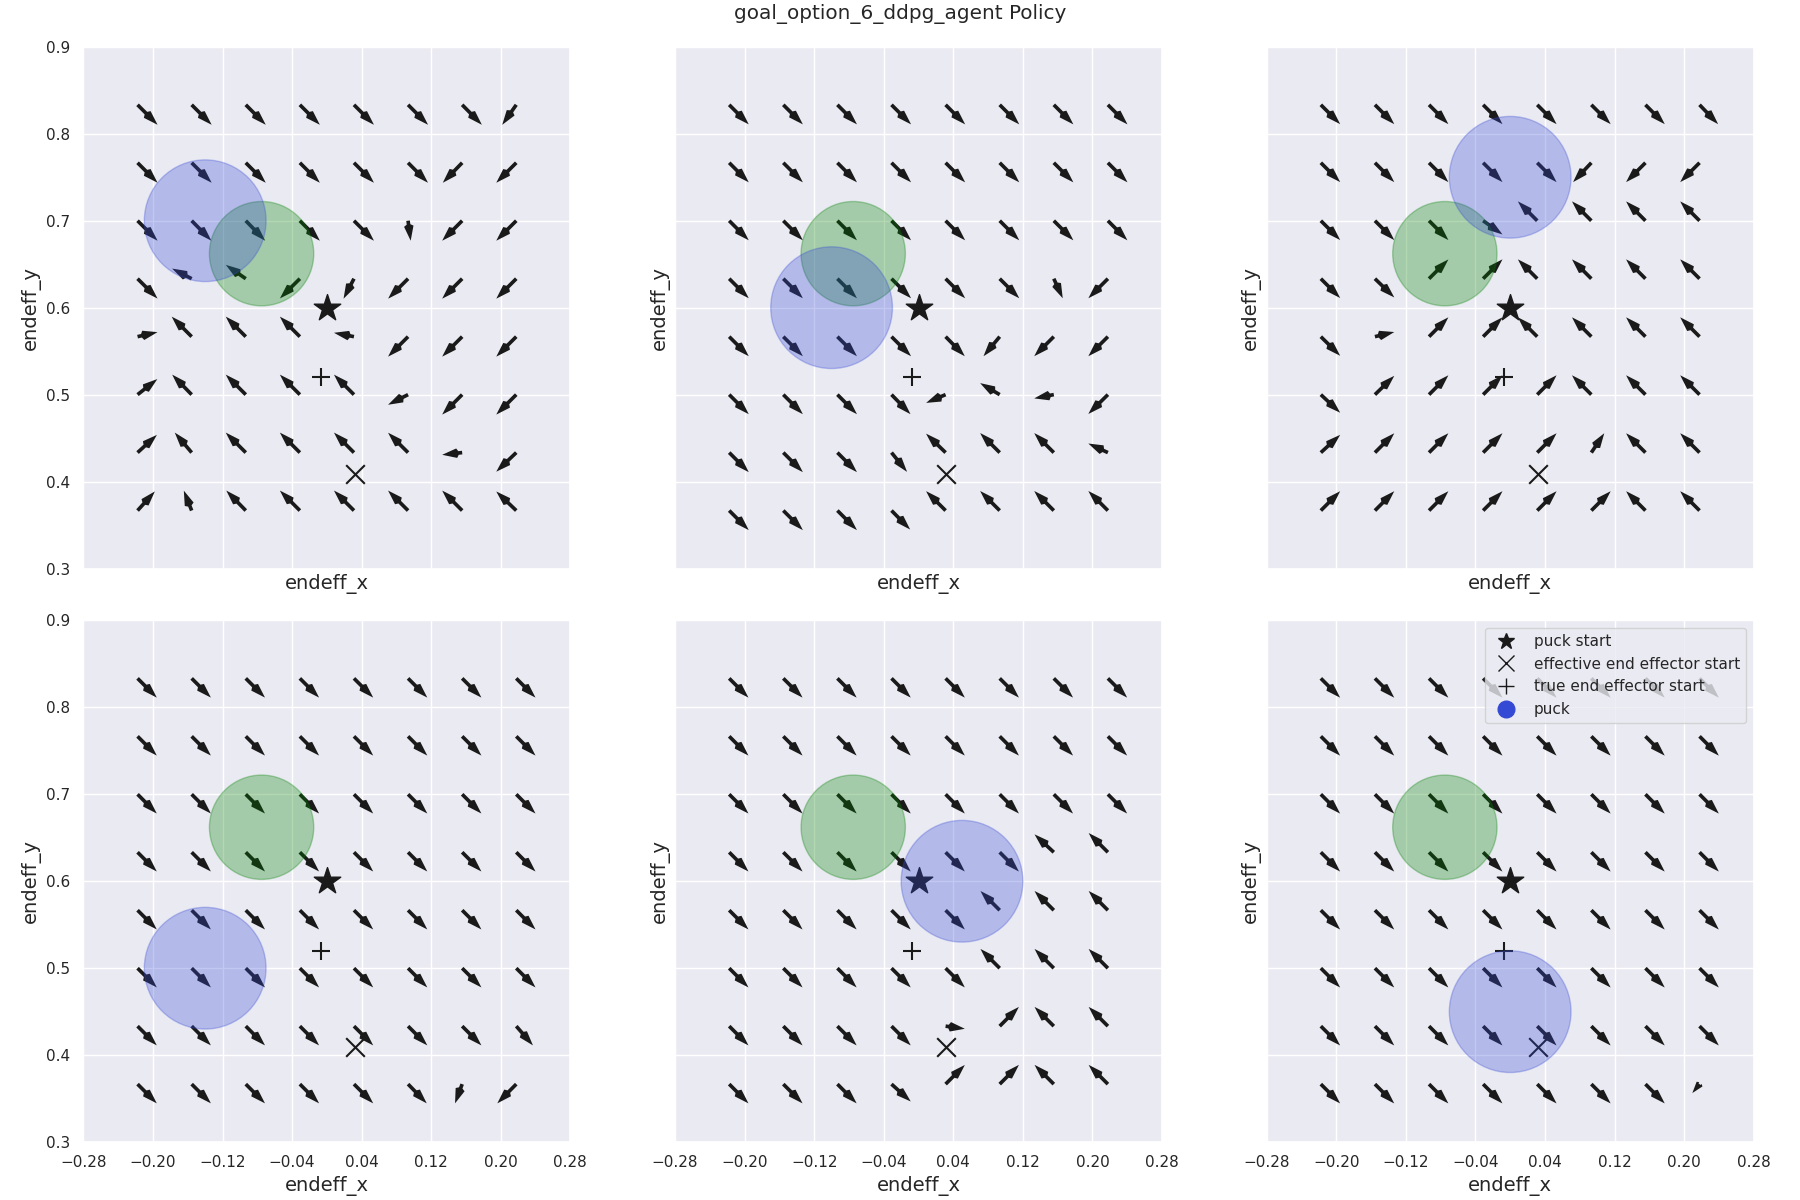 goal_option_6_ddpg_agent Policy
0.9
0.8
0.7
0.6
0.5
0.4
0.3
endeff_y
endeff_x
endeff_y
endeff_x
endeff_y
endeff_x
0.9
0.8
0.7
0.6
0.5
0.4
0.3
endeff_y
−0.28 −0.20 −0.12 −0.04 0.04 0.12 0.20 0.28
endeff_x
endeff_y
−0.28 −0.20 −0.12 −0.04 0.04 0.12 0.20 0.28
endeff_x
puck start
effective end effector start
true end effector start
puck
endeff_y
−0.28 −0.20 −0.12 −0.04 0.04 0.12 0.20 0.28
endeff_x